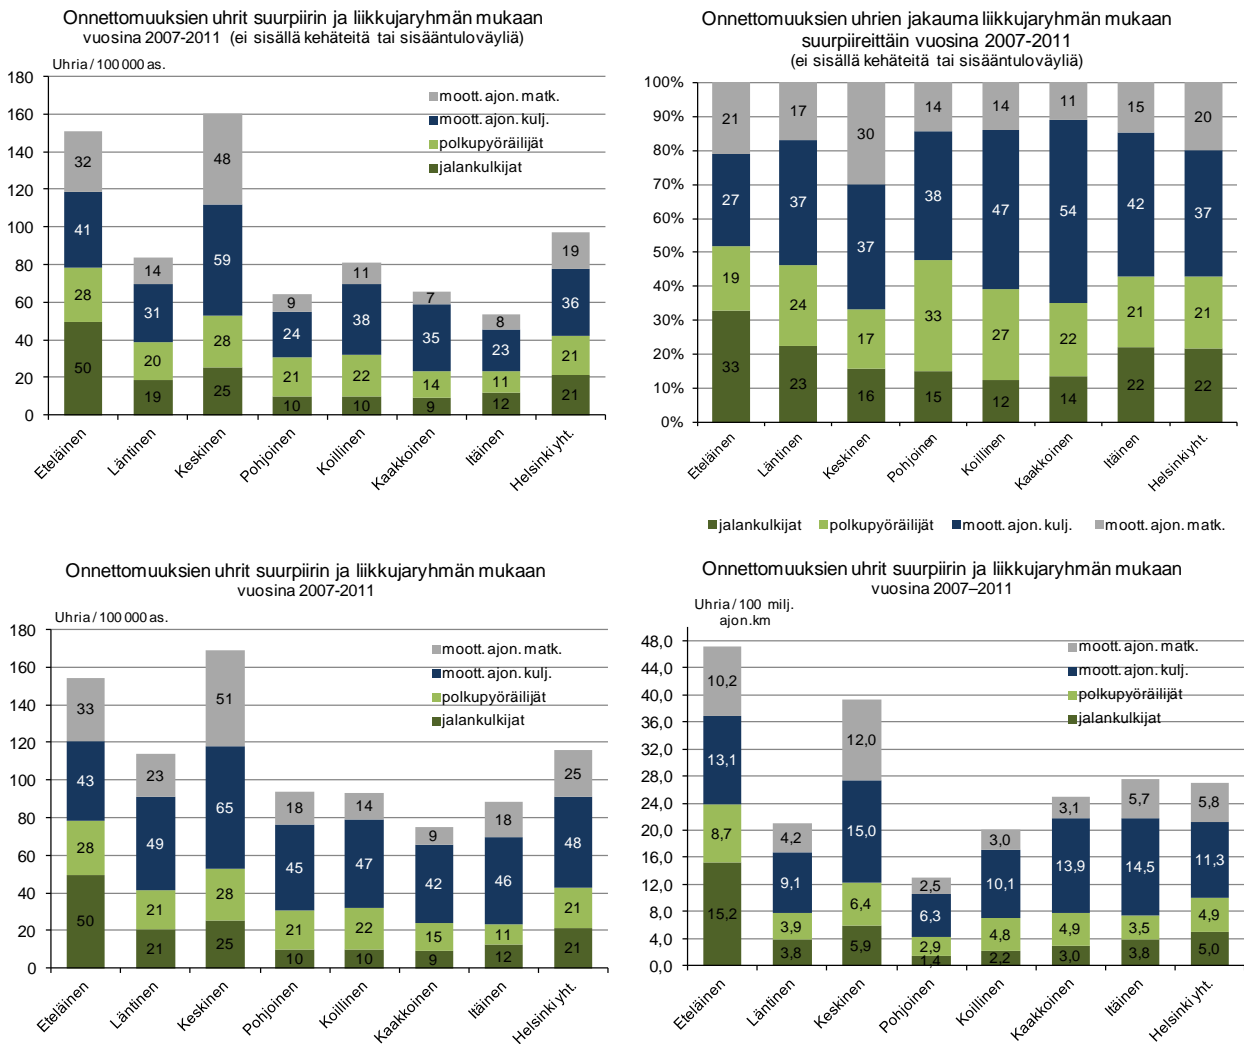 Onnettomuuksien uhrit suurpiirin ja liikkujaryhmän mukaan
vuosina 2007-2011 (ei sisällä kehäteitä tai sisääntuloväyliä)
Uhria / 100 000 as.
180
160
140
120
100
80
60
40
20
0
moott. ajon. matk.
moott. ajon. kulj.
polkupyöräilijät
jalankulkijat
32 14 48 9 11 7 8 19
41 31 59 24 38 35 23 36
28 20 28 21 22 14 11 21
50 19 25 10 10 9 12 21
Eteläinen Läntinen Keskinen Pohjoinen Koillinen Kaakkoinen Itäinen Helsinki yht.
Onnettomuuksien uhrien jakauma liikkujaryhmän mukaan
suurpiireittäin vuosina 2007-2011
(ei sisällä kehäteitä tai sisääntuloväyliä)
100%
90%
80%
70%
60%
50%
40%
30%
20%
10%
0%
21 17 30 14 14 11 15 20
27 37 37 38 47 54 42 37
19 24 17 33 27 22 21 21
33 23 16 15 12 14 22 22
Eteläinen Läntinen Keskinen Pohjoinen Koillinen Kaakkoinen Itäinen Helsinki yht.
jalankulkijat polkupyöräilijät moott. ajon. kulj. moott. ajon. matk.
Onnettomuuksien uhrit suurpiirin ja liikkujaryhmän mukaan
vuosina 2007-2011
Uhria / 100 000 as.
180
160
140
120
100
80
60
40
20
0
moott. ajon. matk.
moott. ajon. kulj.
polkupyöräilijät
jalankulkijat
33 23 51 18 14 9 18 25
43 49 65 45 47 42 46 48
28 21 28 21 22 15 11 21
50 21 25 10 10 9 12 21
Eteläinen Läntinen Keskinen Pohjoinen Koillinen Kaakkoinen Itäinen Helsinki yht.
Onnettomuuksien uhrit suurpiirin ja liikkujaryhmän mukaan
vuosina 2007–2011
Uhria / 100 milj.
ajon.km
48,0
44,0
40,0
36,0
32,0
28,0
24,0
20,0
16,0
12,0
8,0
4,0
0,0
moott. ajon. matk.
moott. ajon. kulj.
polkupyöräilijät
jalankulkijat
10,2 4,2 12,0 2,5 3,0 3,1 5,7 5,8
13,1 9,1 15,0 6,3 10,1 13,9 14,5 11,3
8,7 3,9 6,4 2,9 4,8 4,9 3,5 4,9
15,2 3,8 5,9 1,4 2,2 3,0 3,8 5,0
Eteläinen Läntinen Keskinen Pohjoinen Koillinen Kaakkoinen Itäinen Helsinki yht.